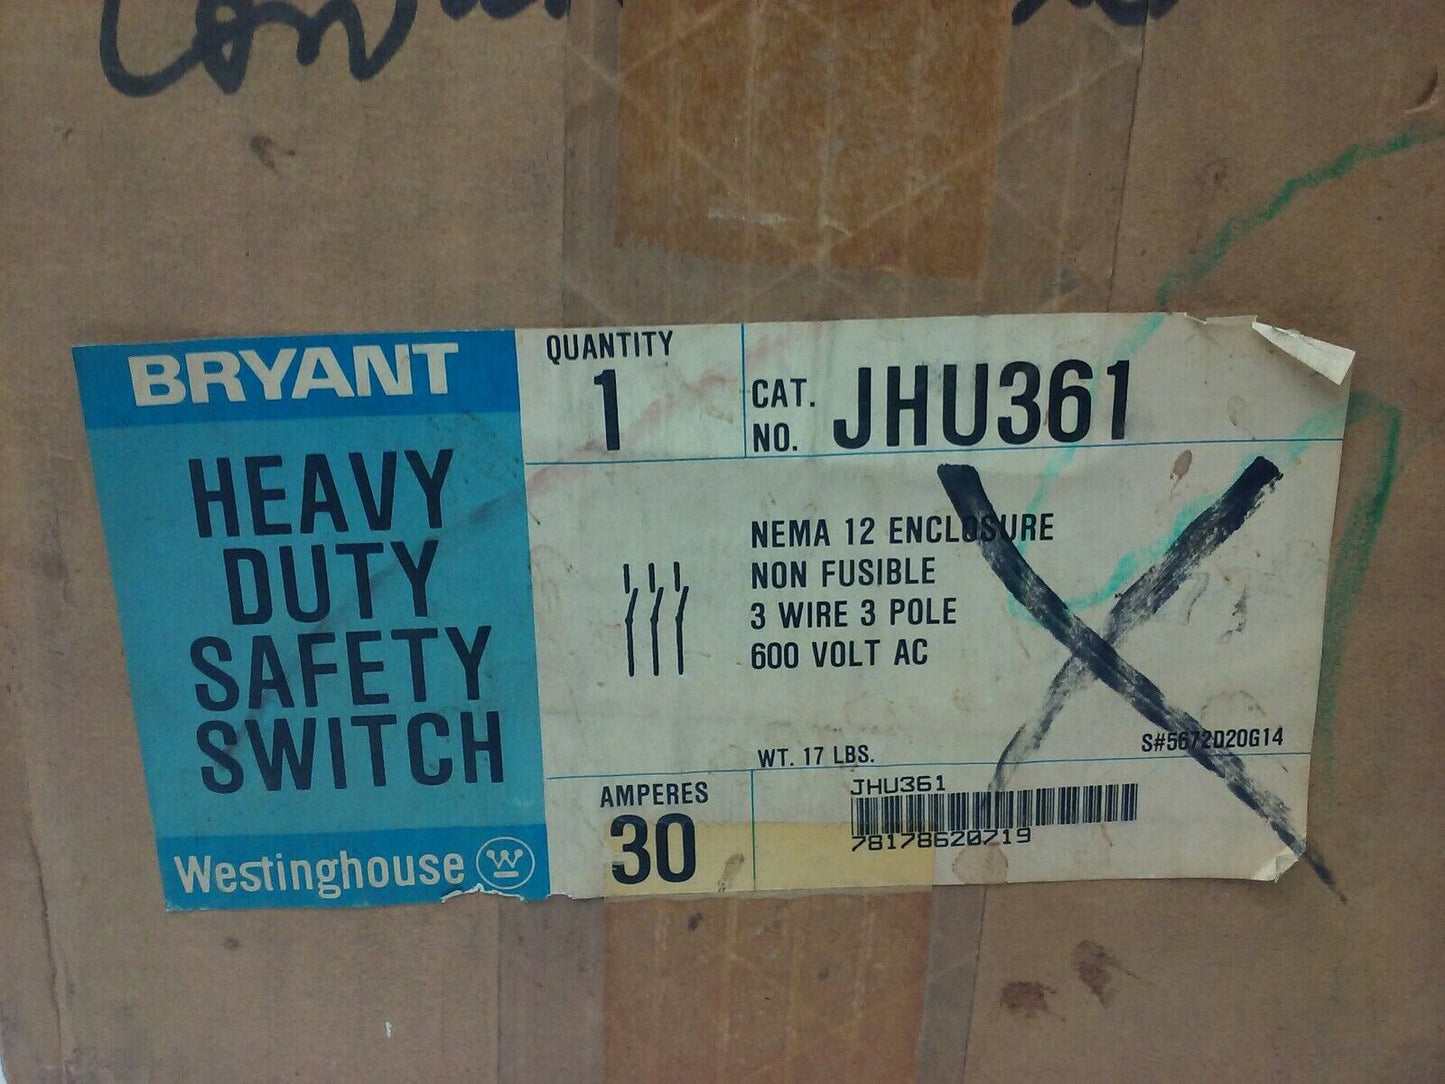 BRYANT
HEAVY
DUTY
SAFETY
SWITCH
Westinghouse
W
QUANTITY
1
CAT.
NO. JHU361
NEMA 12 ENCLOSURE
NON FUSIBLE
3 WIRE 3 POLE
600 VOLT AC
WT. 17 LBS.
S#5672D20G14
AMPERES
30
JHU361
78178620719